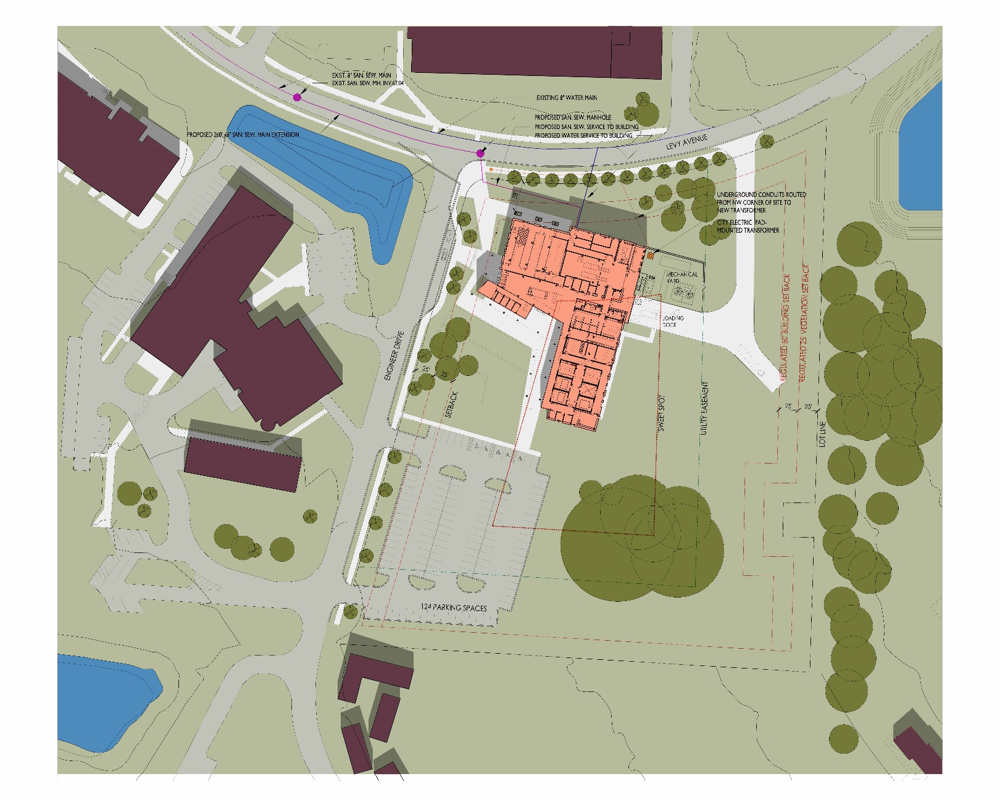 EXIST. 8" SAN. SEW. MAIN
EXIST. SAN. SEW. MH. INV.67.04
EXISTING 8" WATER MAIN
PROPOSED SAN. SEW. MANHOLE
PROPOSED SAN. SEW. SERVICE TO BUILDING
PROPOSED WATER SERVICE TO BUILDING
PROPOSED 260' x8" SAN. SEW. MAIN EXTENSION
LEVY AVENUE
UNDERGROUND CONDUITS ROUTED
FROM NW CORNER OF SITE TO
NEW TRANSFORMER
CITY ELECTRIC PAD-
MOUNTED TRANSFORMER
38'
MECHANICAL
YARD
LOADING
DOCK
REGULATED 50' BUILDING SET BACK
REGULATED 25' VEGETATION SET BACK
ENGINEER DRIVE
25'
25'
SETBACK
SWEET SPOT
UTILITY EASEMENT
25'
25'
LOT LINE
124 PARKING SPACES